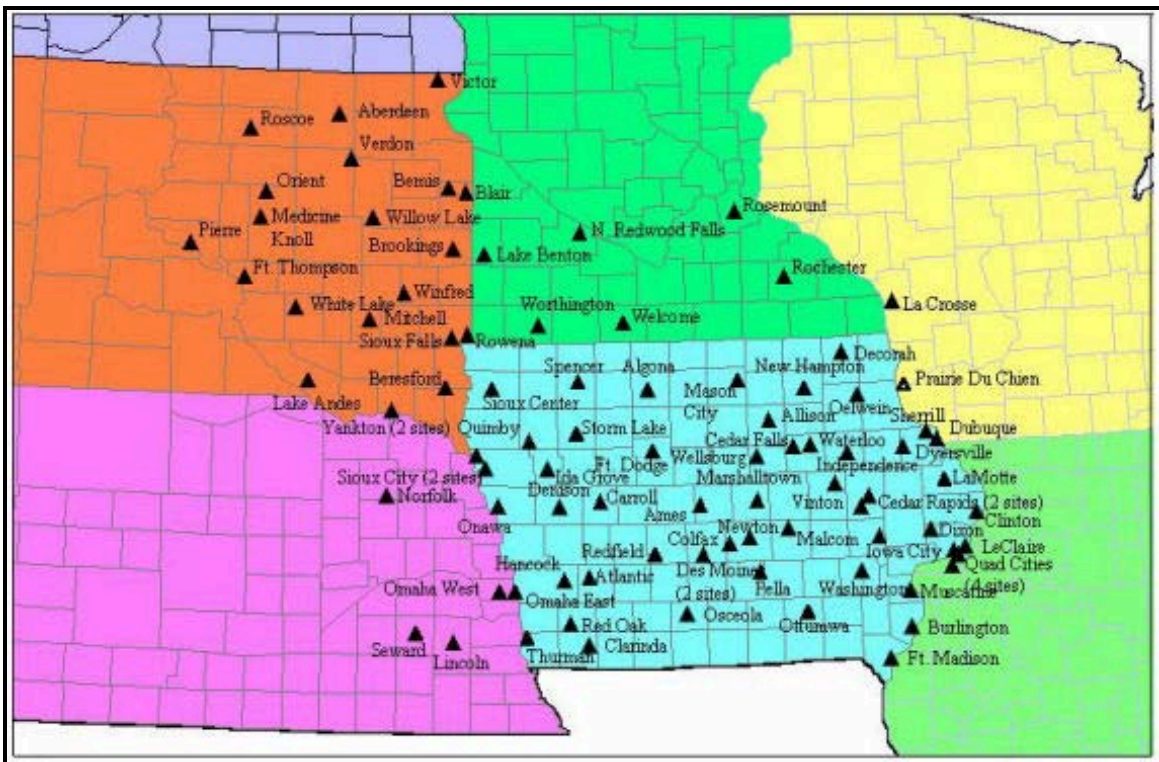 Victor
Aberdeen
Roscoe
Verdon
Orient
Bemis
Blair
Medicine
Knoll
Willow Lake
Rosemount
Pierre
Brookings
N. Redwood Falls
Lake Benton
Ft. Thompson
Rochester
Winfred
White Lake
Worthington
La Crosse
Mitchell
Welcome
Sioux Falls
Rowena
Decorah
Spencer
Algona
New Hampton
Prairie Du Chien
Beresford
Mason
City
Lake Andes
Sioux Center
Oelwein
Allison
Sherrill
Yankton (2 sites)
Quimby
Storm Lake
Cedar Falls
Waterloo
Dubuque
Dyersville
Ft. Dodge
Wellsburg
Independence
Sioux City (2 sites)
Ida Grove
Marshalltown
LaMotte
Norfolk
Denison
Carroll
Vinton
Cedar Rapids (2 sites)
Onawa
Ames
Clinton
Newton
Malcom
Dixon
Colfax
Redfield
Iowa City
LeClaire
Hancock
Atlantic
Des Moines
(2 sites)
Pella
Quad Cities
(4 sites)
Omaha West
Omaha East
Washington
Muscatine
Osceola
Ottumwa
Red Oak
Burlington
Seward
Lincoln
Thurman
Clarinda
Ft. Madison